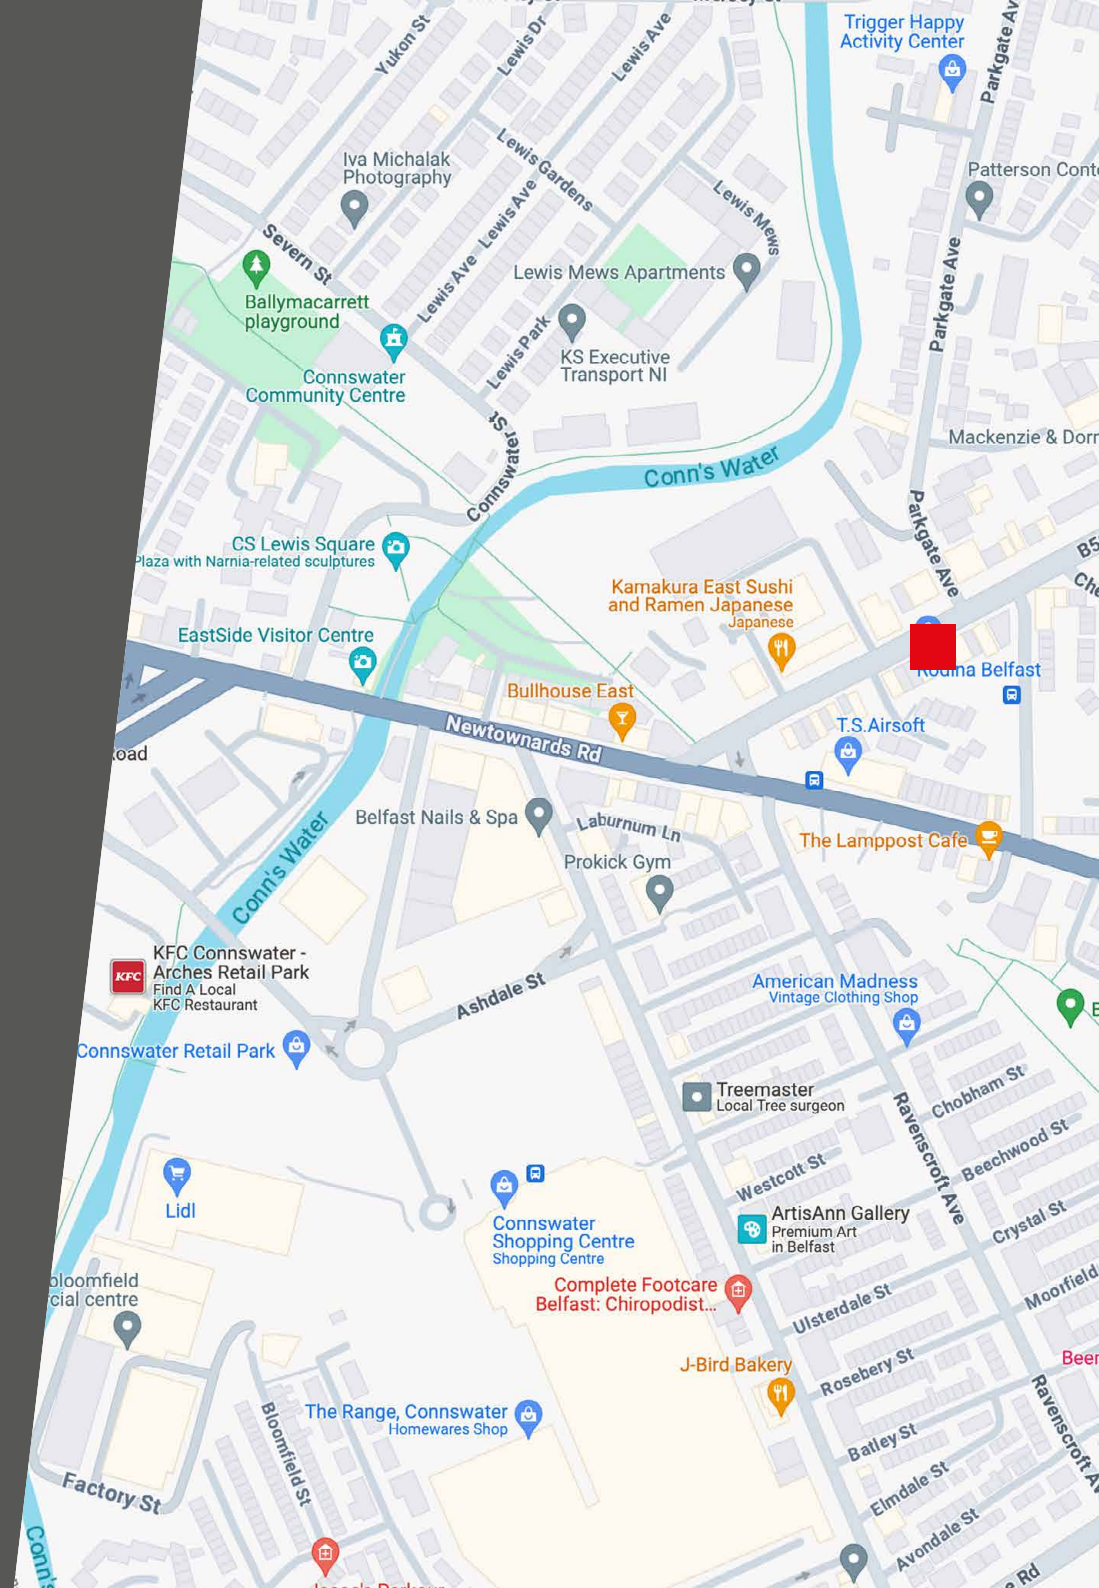 Trigger Happy
Activity Center
Parkgate Av
Yukon St
Lewis Dr
Lewis Ave
Iva Michalak
Photography
Lewis Gardens
Patterson Cont
Lewis Mews
Lewis Ave
Severn St
Lewis Ave
Parkgate Ave
Lewis Mews Apartments
Ballymacarrett
playground
Lewis Park
KS Executive
Transport NI
Connswater
Community Centre
Connswater St
Conn's Water
Mackenzie & Dorr
Parkgate Ave
CS Lewis Square
Plaza with Narnia-related sculptures
B5
Che
Kamakura East Sushi
and Ramen Japanese
Japanese
EastSide Visitor Centre
Rodina Belfast
Bullhouse East
Newtownards Rd
T.S.Airsoft
oad
Belfast Nails & Spa
Laburnum Ln
The Lamppost Cafe
Prokick Gym
Conn's Water
KFC
KFC Connswater -
Arches Retail Park
Find A Local
KFC Restaurant
Ashdale St
American Madness
Vintage Clothing Shop
E
Connswater Retail Park
Treemaster
Local Tree surgeon
Chobham St
Ravenscroft Ave
Beechwood St
Westcott St
Lidl
Connswater
Shopping Centre
Shopping Centre
ArtisAnn Gallery
Premium Art
in Belfast
Crystal St
bloomfield
cial centre
Complete Footcare
Belfast: Chiropodist...
Ulsterdale St
Moorfield
J-Bird Bakery
Rosebery St
Beer
The Range, Connswater
Homewares Shop
Bloomfield St
Ravenscroft Av
Batley St
Factory St
Elmdale St
Avondale St
Conn's
Rd